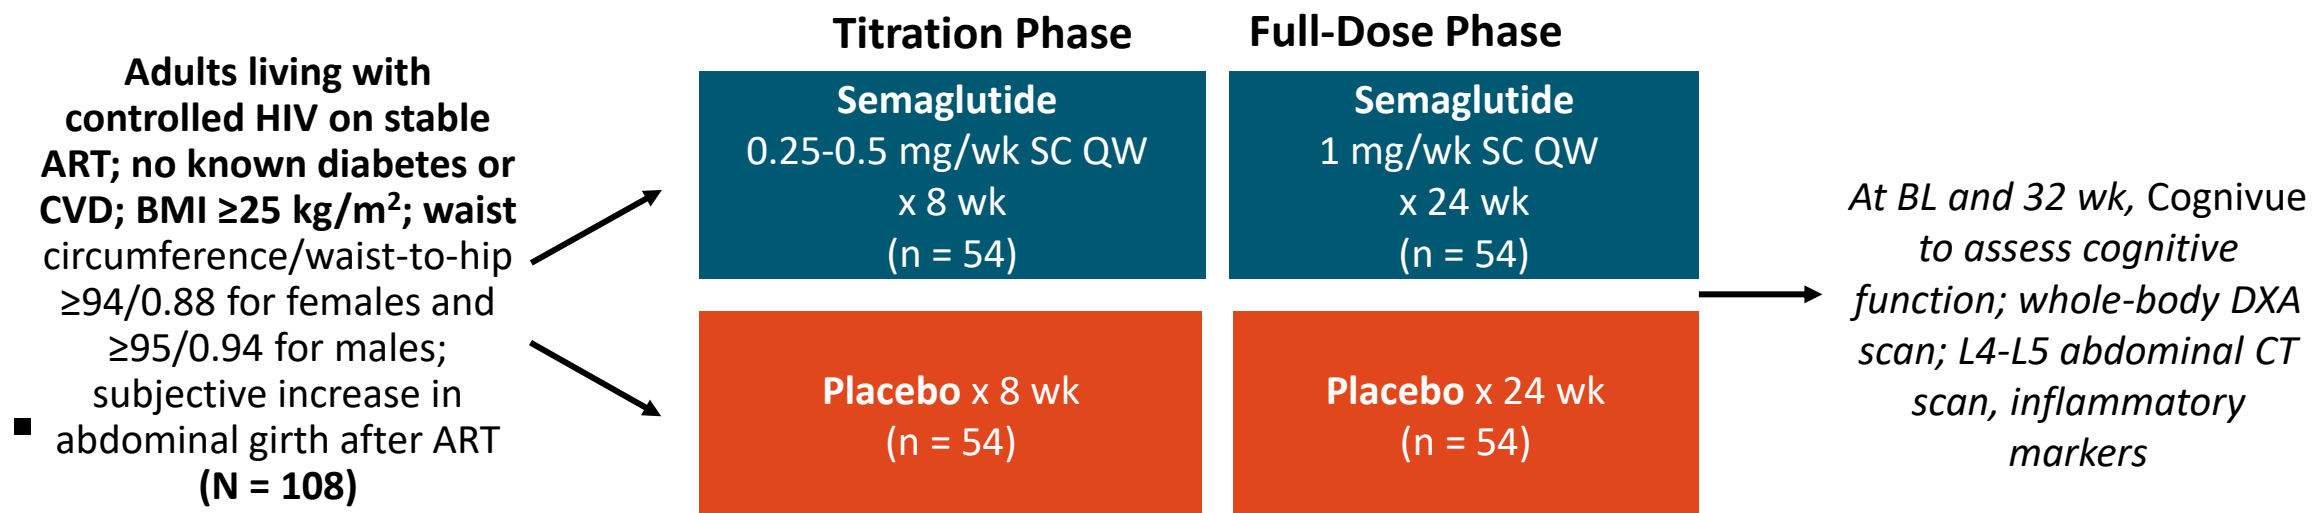 Adults living with
controlled HIV on stable
ART; no known diabetes or
CVD; BMI ≥25 kg/m²; waist
circumference/waist-to-hip
≥94/0.88 for females and
≥95/0.94 for males;
subjective increase in
abdominal girth after ART
(N = 108)
Titration Phase
Semaglutide
0.25-0.5 mg/wk SC QW
x 8 wk
(n = 54)
Placebo x 8 wk
(n = 54)
Full-Dose Phase
Semaglutide
1 mg/wk SC QW
x 24 wk
(n = 54)
Placebo x 24 wk
(n = 54)
At BL and 32 wk, Cognivue
to assess cognitive
function; whole-body DXA
scan; L4-L5 abdominal CT
scan, inflammatory
markers